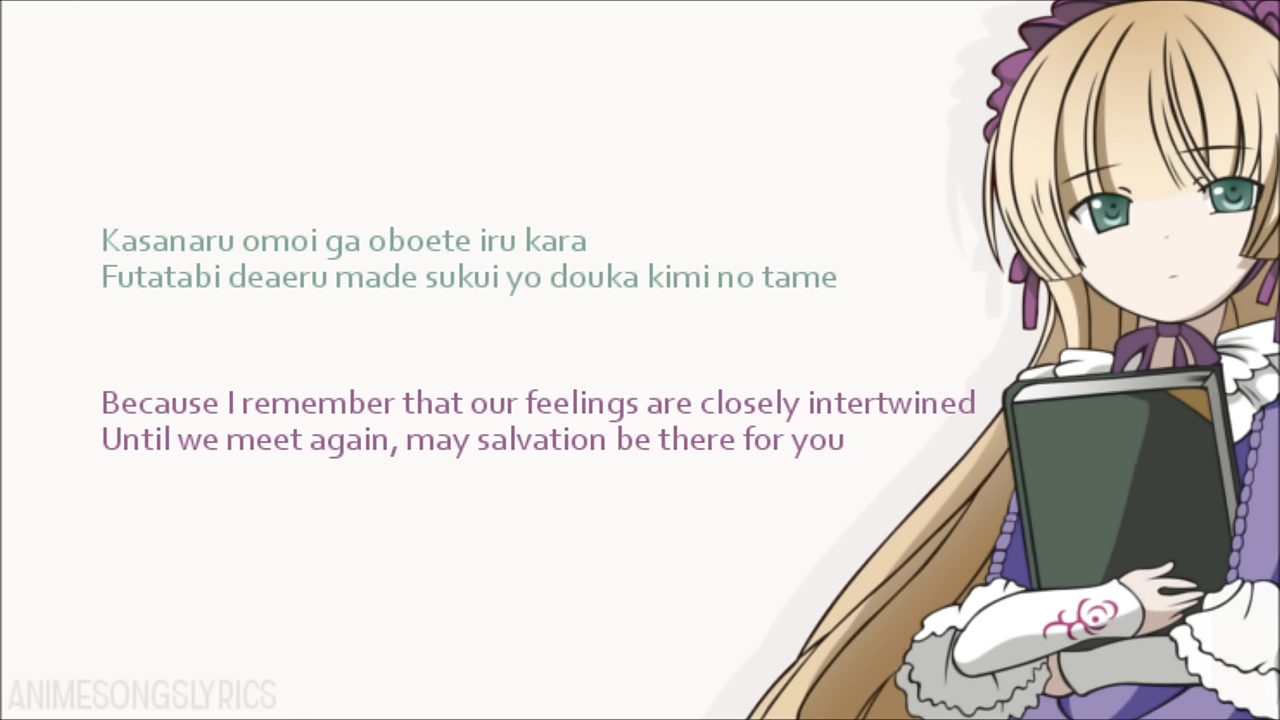 Kasanaru omoi ga oboete iru kara
Futatabi deaeru made sukui yo douka kimi no tame
Because I remember that our feelings are closely intertwined
Until we meet again, may salvation be there for you
ANIMESONGSLYRICS